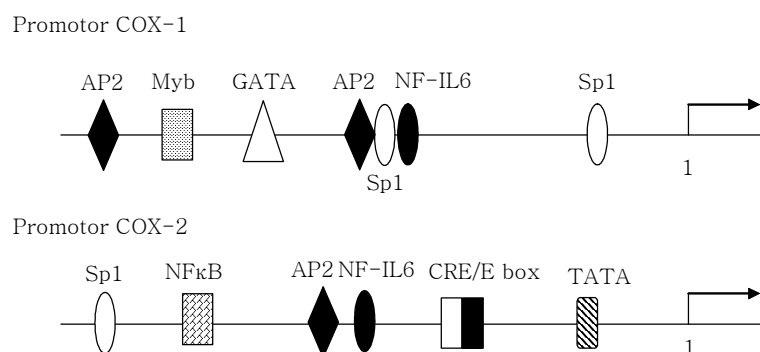 Promotor COX-1
AP2 Myb GATA AP2 NF-IL6 Sp1
Sp1
1
Promotor COX-2
Sp1 NFκB AP2 NF-IL6 CRE/E box TATA
1